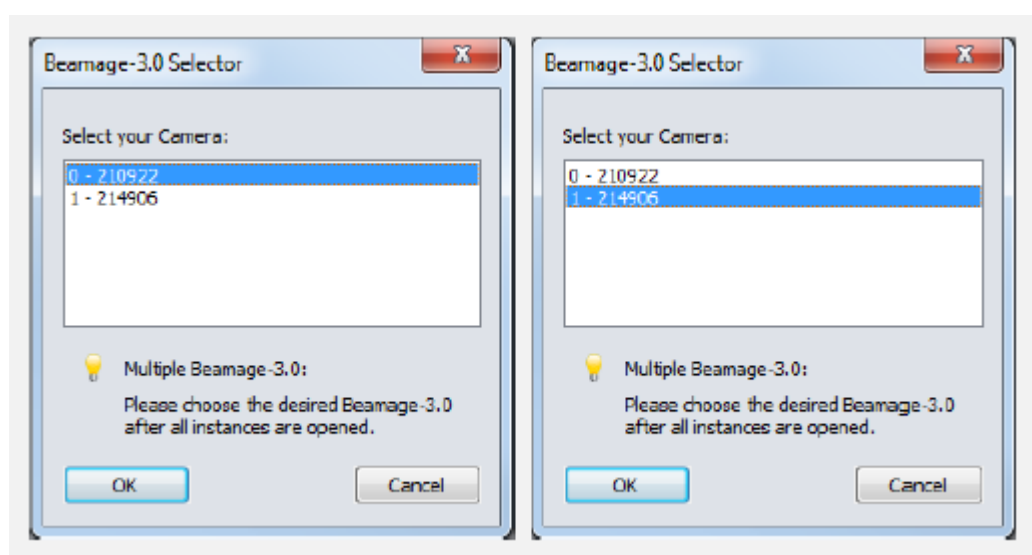 Beamage-3.0 Selector
Select your Camera:
0 - 210922
1 - 214906
Multiple Beamage-3.0:
Please choose the desired Beamage-3.0
after all instances are opened.
OK
Cancel
Beamage-3.0 Selector
Select your Camera:
0 - 210922
1 - 214906
Multiple Beamage-3.0:
Please choose the desired Beamage-3.0
after all instances are opened.
OK
Cancel